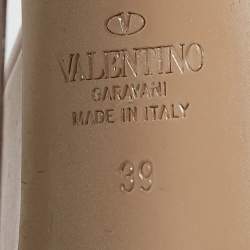 V
VALENTINO
GARAVANI
MADE IN ITALY
39